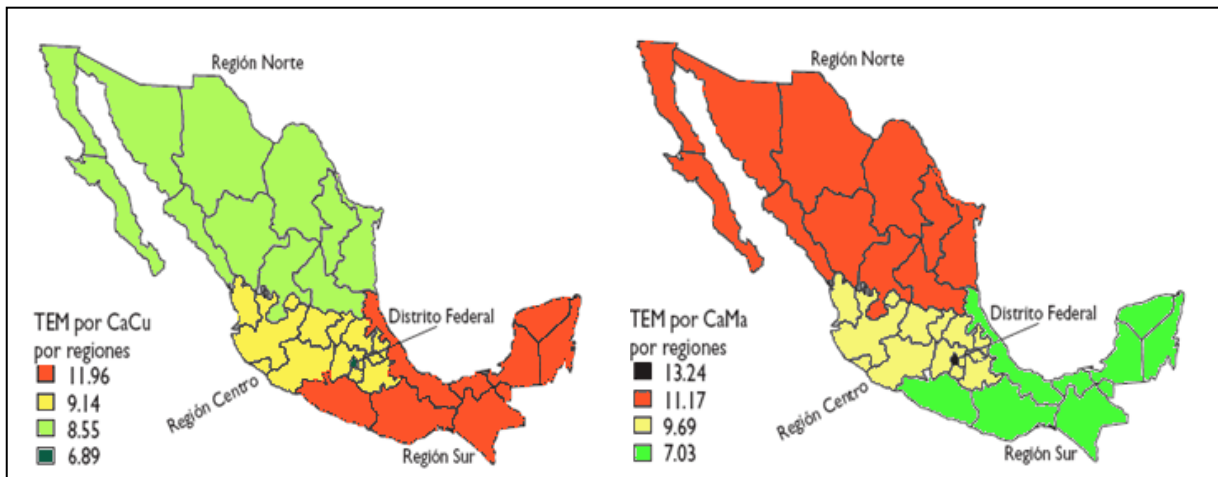 Región Norte
Distrito Federal
TEM por CaCu
por regiones
11.96
9.14
8.55
6.89
Región Centro
Región Sur
Región Norte
Distrito Federal
TEM por CaMa
por regiones
13.24
11.17
9.69
7.03
Región Centro
Región Sur